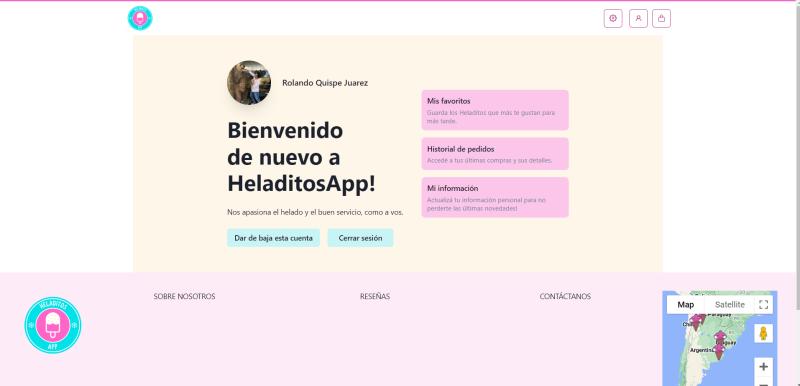 HELADITOS
APP
Rolando Quispe Juarez
Bienvenido
de nuevo a
HeladitosApp!
Nos apasiona el helado y el buen servicio, como a vos.
Dar de baja esta cuenta
Cerrar sesión
Mis favoritos
Guarda los Heladitos que más te gustan para
más tarde.
Historial de pedidos
Accede a tus últimas compras y sus detalles.
Mi información
Actualizá tu información personal para no
perderte las últimas novedades!
HELADITOS
APP
SOBRE NOSOTROS
RESEÑAS
CONTÁCTANOS
Map
Satellite
Paraguay
Uruguay
Argentina